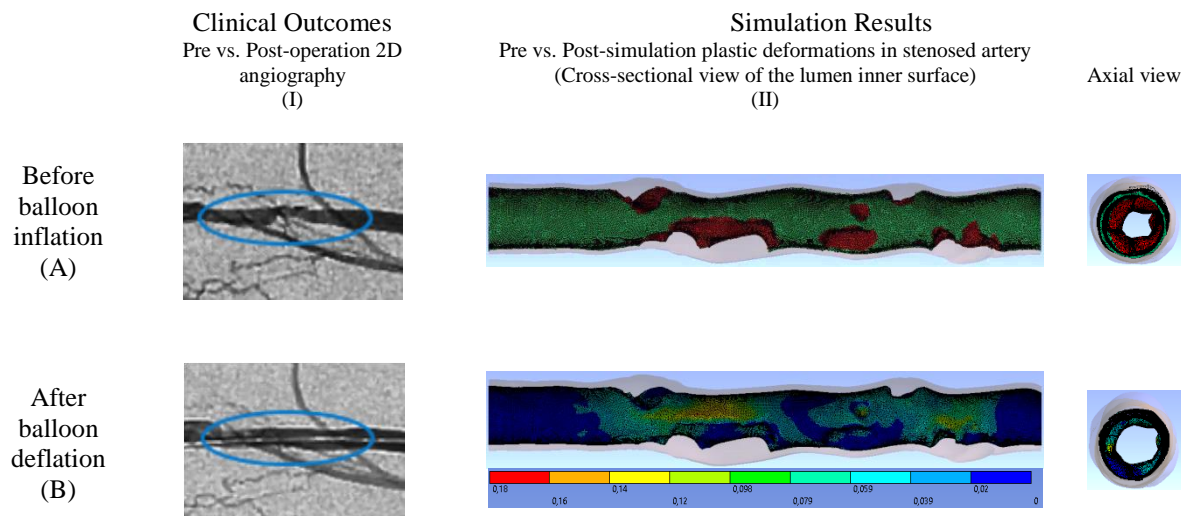 Clinical Outcomes
Pre vs. Post-operation 2D
angiography
(I)
Simulation Results
Pre vs. Post-simulation plastic deformations in stenosed artery
(Cross-sectional view of the lumen inner surface)
(II)
Axial view
Before
balloon
inflation
(A)
After
balloon
deflation
(B)
0,18 0,14 0,098 0,059 0,02
0,16 0,12 0,079 0,039 0